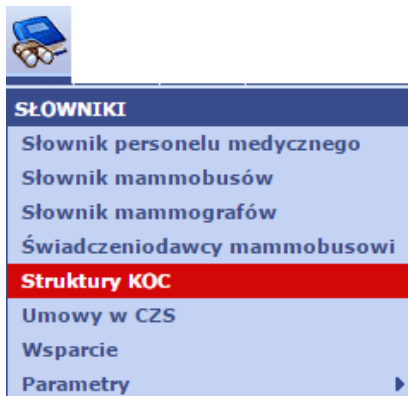 SŁOWNIKI
Słownik personelu medycznego
Słownik mammobusów
Słownik mammografów
Świadczeniodawcy mammobusowi
Struktury KOC
Umowy w CZS
Wsparcie
Parametry